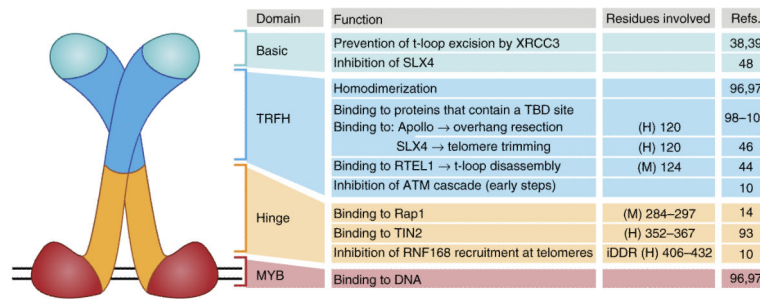 Domain Function Residues involved Refs.
Basic
Prevention of t-loop excision by XRCC3 38,39
Inhibition of SLX4 48
TRFH
Homodimerization 96,97
Binding to proteins that contain a TBD site 98–10
Binding to: Apollo → overhang resection (H) 120
SLX4 → telomere trimming (H) 120 46
Binding to RTEL1 → t-loop disassembly (M) 124 44
Inhibition of ATM cascade (early steps) 10
Hinge
Binding to Rap1 (M) 284–297 14
Binding to TIN2 (H) 352–367 93
Inhibition of RNF168 recruitment at telomeres iDDR (H) 406–432 10
MYB
Binding to DNA 96,97